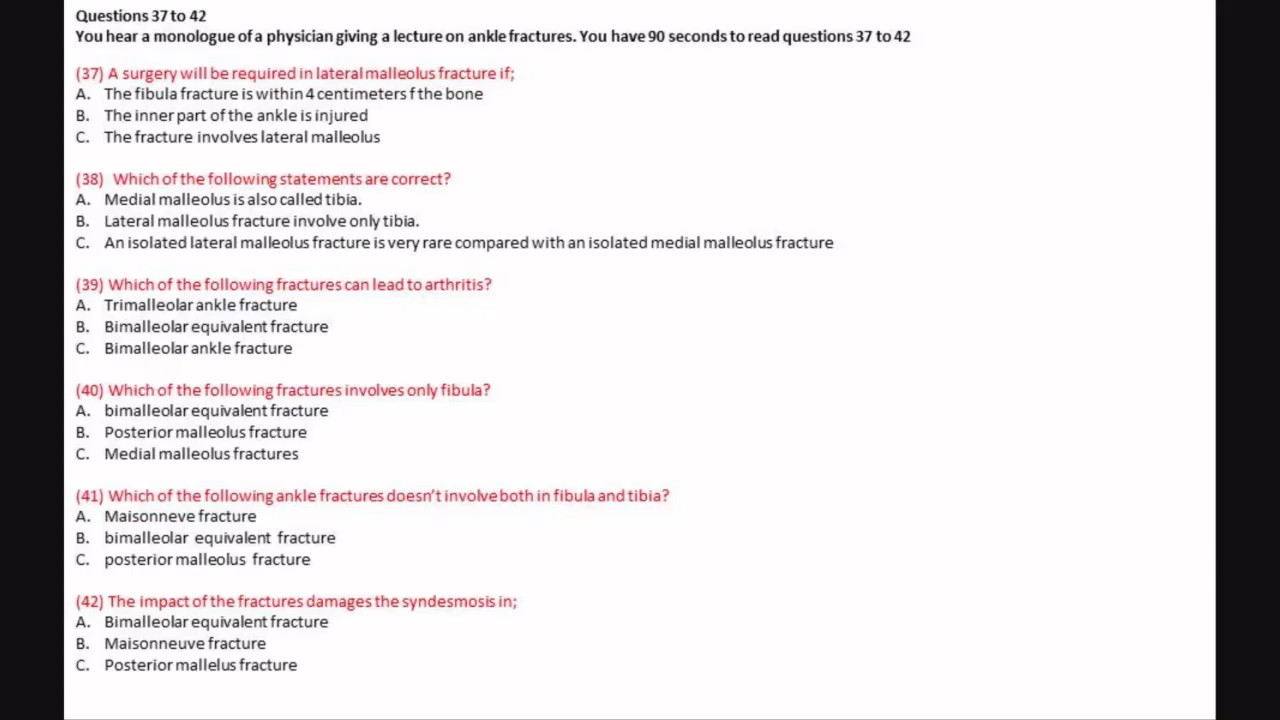 Questions 37 to 42
You hear a monologue of a physician giving a lecture on ankle fractures. You have 90 seconds to read questions 37 to 42
(37) A surgery will be required in lateral malleolus fracture if;
A. The fibula fracture is within 4 centimeters f the bone
B. The inner part of the ankle is injured
C. The fracture involves lateral malleolus
(38) Which of the following statements are correct?
A. Medial malleolus is also called tibia.
B. Lateral malleolus fracture involve only tibia.
C. An isolated lateral malleolus fracture is very rare compared with an isolated medial malleolus fracture
(39) Which of the following fractures can lead to arthritis?
A. Trimalleolar ankle fracture
B. Bimalleolar equivalent fracture
C. Bimalleolar ankle fracture
(40) Which of the following fractures involves only fibula?
A. bimalleolar equivalent fracture
B. Posterior malleolus fracture
C. Medial malleolus fractures
(41) Which of the following ankle fractures doesn't involve both in fibula and tibia?
A. Maisonneve fracture
B. bimalleolar equivalent fracture
C. posterior malleolus fracture
(42) The impact of the fractures damages the syndesmosis in;
A. Bimalleolar equivalent fracture
B. Maisonneuve fracture
C. Posterior mallelus fracture